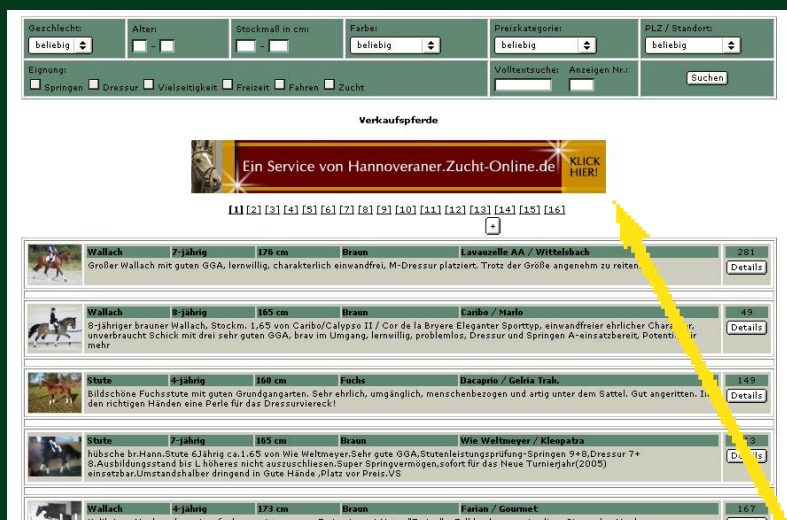 Geschlecht: Alter: Stockmaß in cm: Farbe: Preiskategorie: PLZ / Standort:
beliebig - - beliebig beliebig beliebig
Eignung: Volltextsuche: Anzeigen Nr.:
Springen Dressur Vielseitigkeit Freizeit Fahren Zucht Suchen
Verkaufspferde
Ein Service von Hannoveraner.Zucht-Online.de KLICK HIER!
[1] [2] [3] [4] [5] [6] [7] [8] [9] [10] [11] [12] [13] [14] [15] [16]
+
Wallach 7-jährig 176 cm Braun Lavauzelle AA / Wittelsbach 281
Großer Wallach mit guten GGA, lernwillig, charakterlich einwandfrei, M-Dressur platziert. Trotz der Größe angenehm zu reiten. Details
Wallach 8-jährig 165 cm Braun Caribo / Marlo 49
8-jähriger brauner Wallach, Stockm. 1,65 von Caribo/Calypso II / Cor de la Bryere Eleganter Sporttyp, einwandfreier ehrlicher Details
unverbraucht Schick mit drei sehr guten GGA, brav im Umgang, lernwillig, problemlos, Dressur und Springen A-einsatzbereit,
mehr
Stute 4-jährig 160 cm Fuchs Dacaprio / Gelria Trak. 149
Bildschöne Fuchsstute mit guten Grundgangarten. Sehr ehrlich, umgänglich, menschenbezogen und artig unter dem Sattel. Gut angeritten. Details
den richtigen Händen eine Perle für das Dressurviereck!
Stute 7-jährig 165 cm Braun Wie Weltmeyer / Kleopatra
hübsche br.Hann.Stute 6Jährig ca.1.65 von Wie Weltmeyer.Sehr gute GGA,Stutenleistungsprüfung-Springen 9+8,Dressur 7+ Details
8.Ausbildungsstand bis L höheres nicht auszuschliesen.Super Springvermögen,sofort für das Neue Turnierjahr(2005)
einsetzbar.Umstandshalber dringend in Gute Hände ,Platz vor Preis.VS
Wallach 4-jährig 173 cm Braun Farian / Gourmet 167